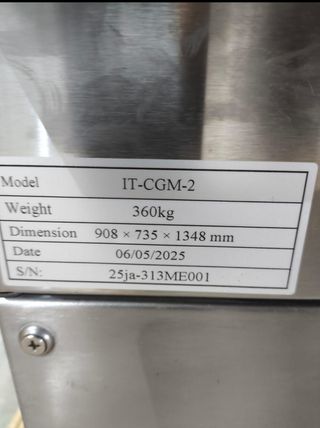 Model IT-CGM-2
Weight 360kg
Dimension 908 × 735 × 1348 mm
Date 06/05/2025
S/N: 25ja-313ME001